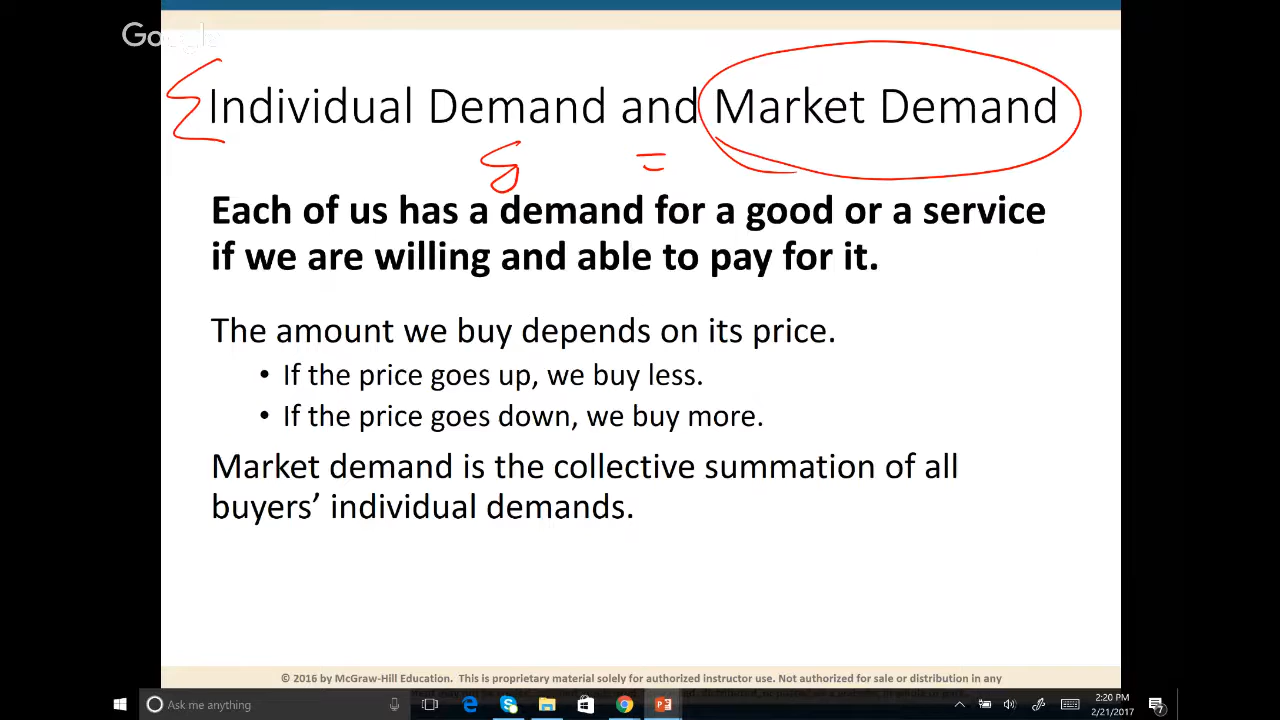 Google
Σ Individual Demand and Market Demand
=
Each of us has a demand for a good or a service
if we are willing and able to pay for it.
The amount we buy depends on its price.
• If the price goes up, we buy less.
• If the price goes down, we buy more.
Market demand is the collective summation of all
buyers’ individual demands.
© 2016 by McGraw-Hill Education. This is proprietary material solely for authorized instructor use. Not authorized for sale or distribution in any
Ask me anything
2:20 PM
2/21/2017
7